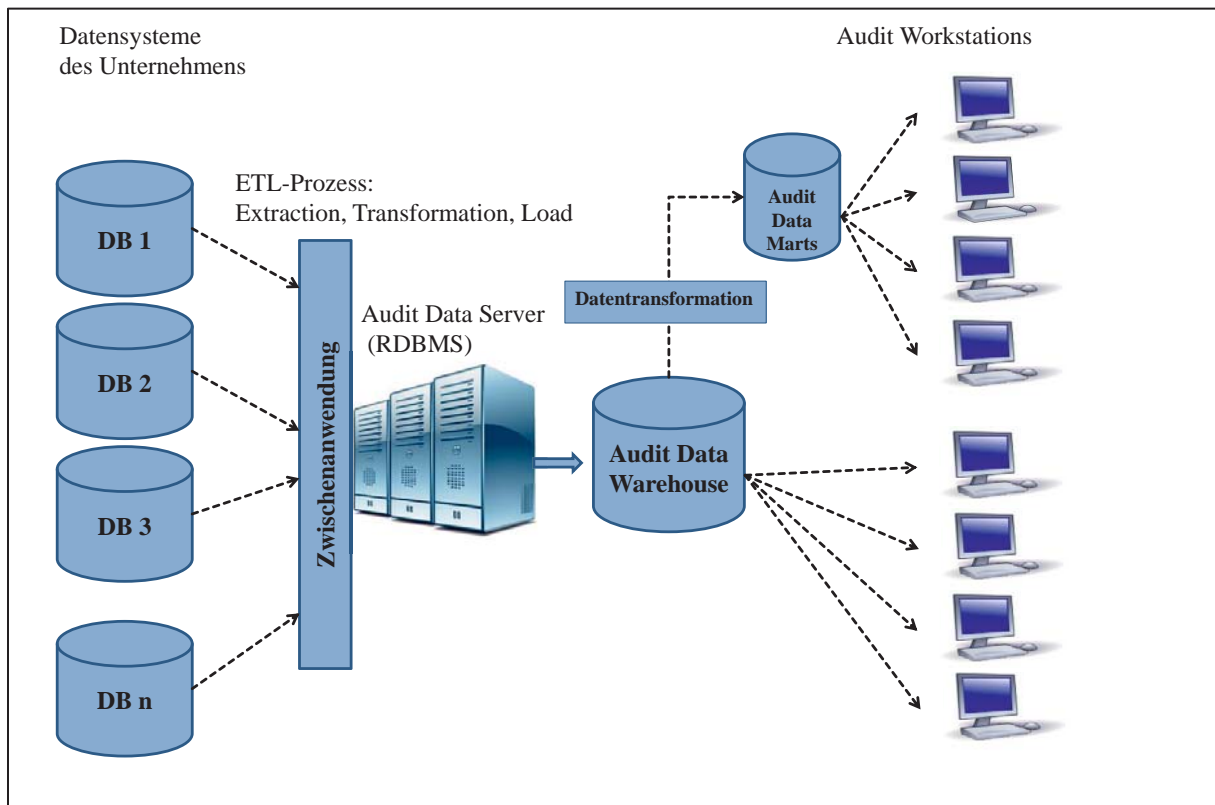 Datensysteme
des Unternehmens
Audit Workstations
ETL-Prozess:
Extraction, Transformation, Load
DB 1
DB 2
DB 3
DB n
Zwischenanwendung
Audit Data Server
(RDBMS)
Datentransformation
Audit
Data
Marts
Audit Data
Warehouse